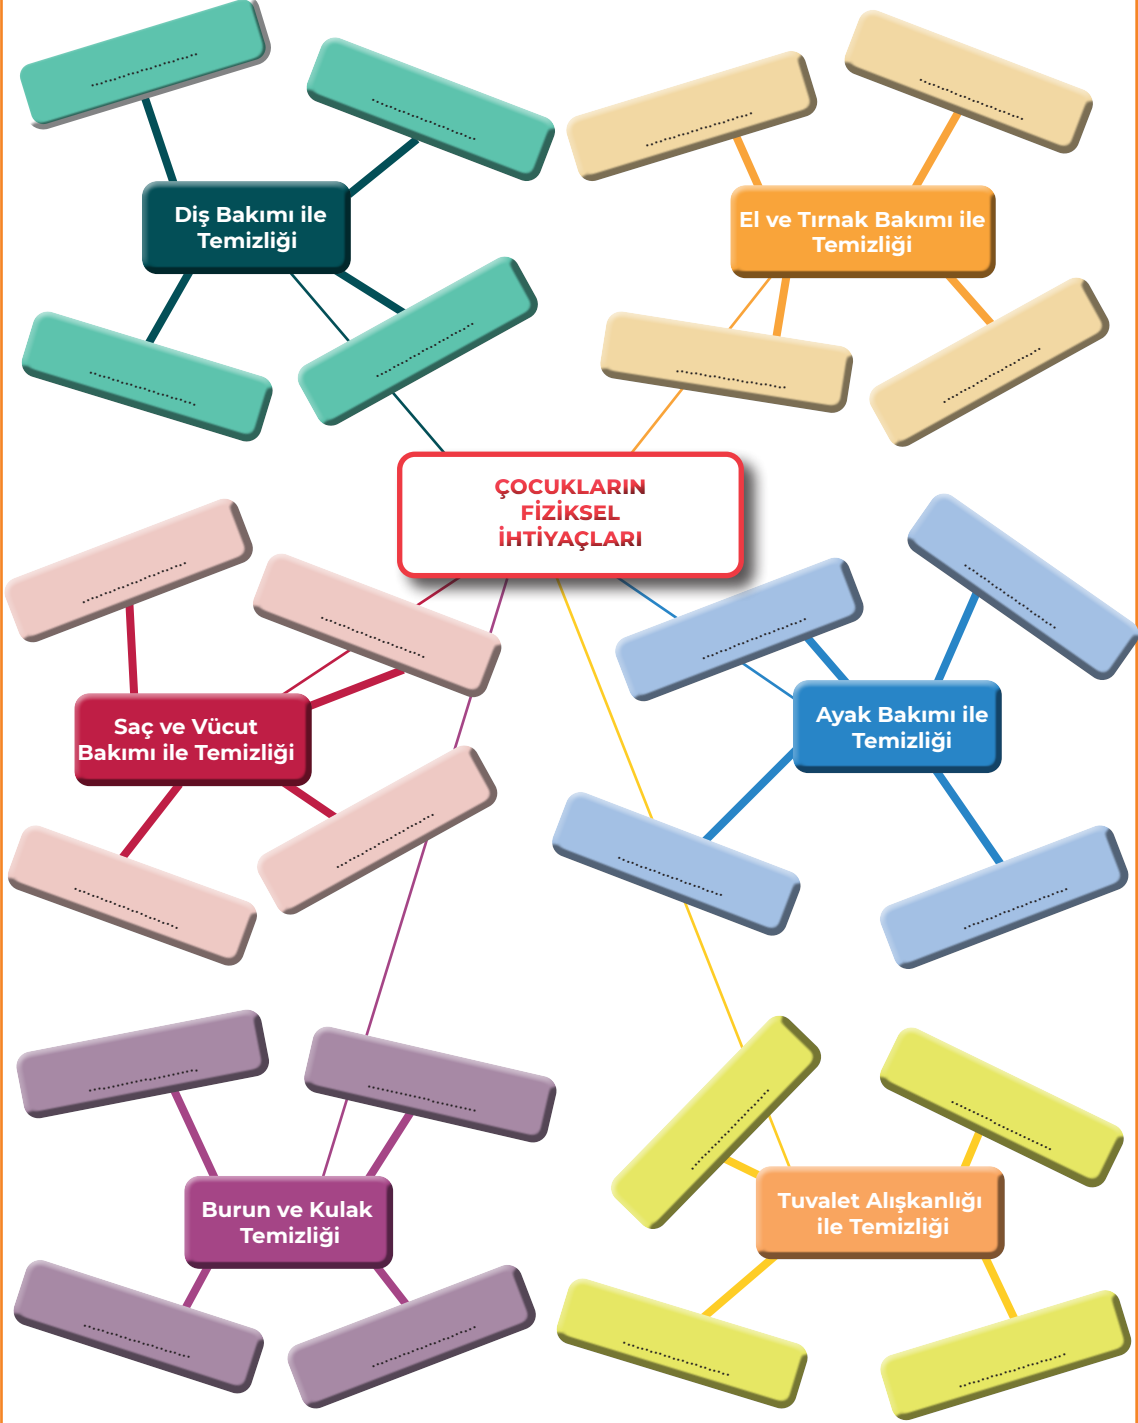 Diş Bakımı ile
Temizliği
El ve Tırnak Bakımı ile
Temizliği
ÇOCUKLARIN
FİZİKSEL
İHTİYAÇLARI
Saç ve Vücut
Bakımı ile Temizliği
Ayak Bakımı ile
Temizliği
Burun ve Kulak
Temizliği
Tuvalet Alışkanlığı
ile Temizliği